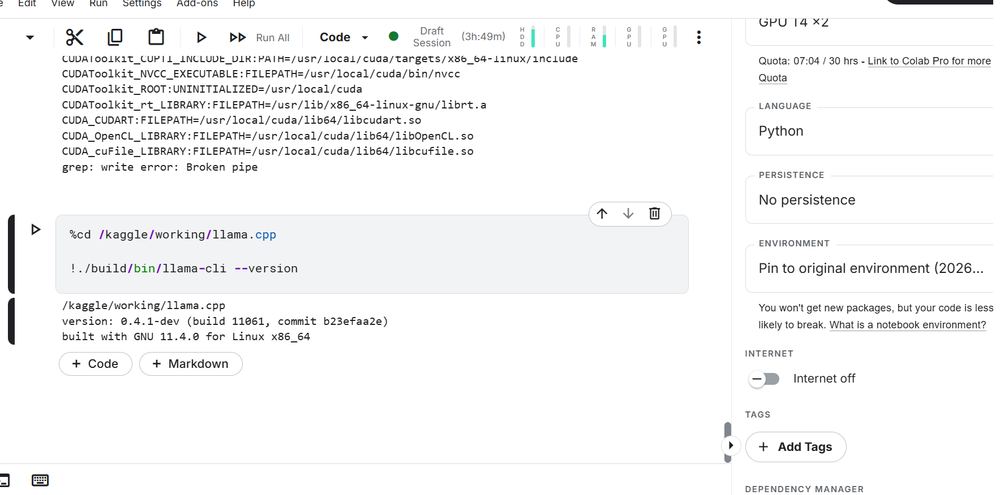 Edit View Run Settings Add-ons Help
Run All
Code
Draft Session
(3h:49m)
HDD
CPU
RAM
GPU
GPU
CUDAToolkit_CUPTI_INCLUDE_DIR:PATH=/usr/local/cuda/targets/x86_64-linux/include
CUDAToolkit_NVCC_EXECUTABLE:FILEPATH=/usr/local/cuda/bin/nvcc
CUDAToolkit_ROOT:UNINITIALIZED=/usr/local/cuda
CUDAToolkit_rt_LIBRARY:FILEPATH=/usr/lib/x86_64-linux-gnu/librt.a
CUDA_CUDART:FILEPATH=/usr/local/cuda/lib64/libcudart.so
CUDA_OpenCL_LIBRARY:FILEPATH=/usr/local/cuda/lib64/libOpenCL.so
CUDA_cuFile_LIBRARY:FILEPATH=/usr/local/cuda/lib64/libcufile.so
grep: write error: Broken pipe
%cd /kaggle/working/llama.cpp
!./build/bin/llama-cli --version
/kaggle/working/llama.cpp
version: 0.4.1-dev (build 11061, commit b23efaa2e)
built with GNU 11.4.0 for Linux x86_64
+ Code
+ Markdown
GPU T4 ×2
Quota: 07:04 / 30 hrs - Link to Colab Pro for more
Quota
LANGUAGE
Python
PERSISTENCE
No persistence
ENVIRONMENT
Pin to original environment (2026...
You won't get new packages, but your code is less
likely to break. What is a notebook environment?
INTERNET
Internet off
TAGS
+ Add Tags
DEPENDENCY MANAGER